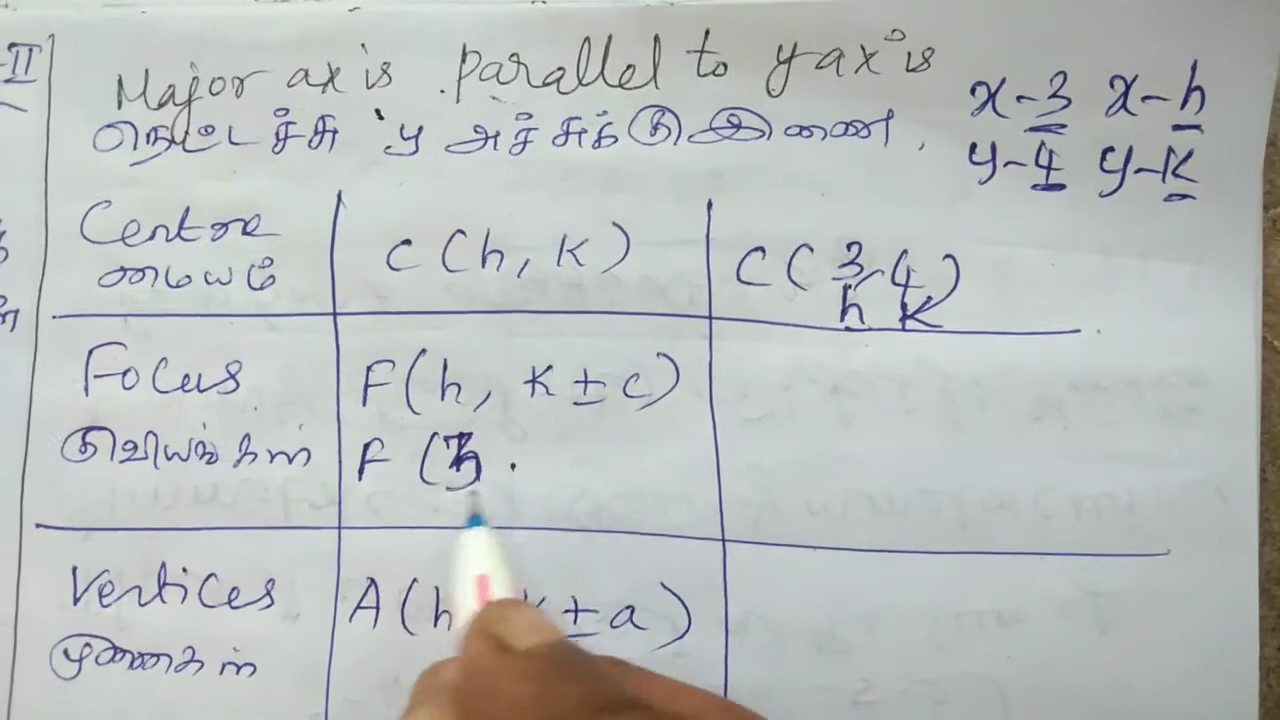 -II
Major axis parallel to y axis
நெட்டச்சு y அச்சுக்கு இணை.
x-3 x-h
y-4 y-k
Centre
மையம்
C(h, k)
C(3, 4)
h k
Focus
குவியங்கள்
F(h, k±c)
F(3
Vertices
முனைகள்
A(h, k±a)